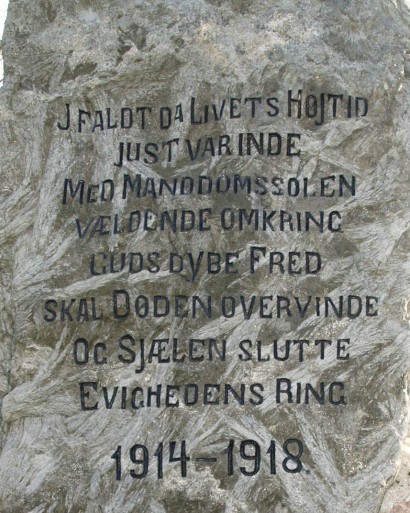 J FALDT DA LIVETS HØJTID
JUST VAR INDE
MED MANDDOMSSOLEN
VÆLDENDE OMKRING
GUDS DYBE FRED
SKAL DØDEN OVERVINDE
OG SJÆLEN SLUTTE
EVIGHEDENS RING
1914-1918.